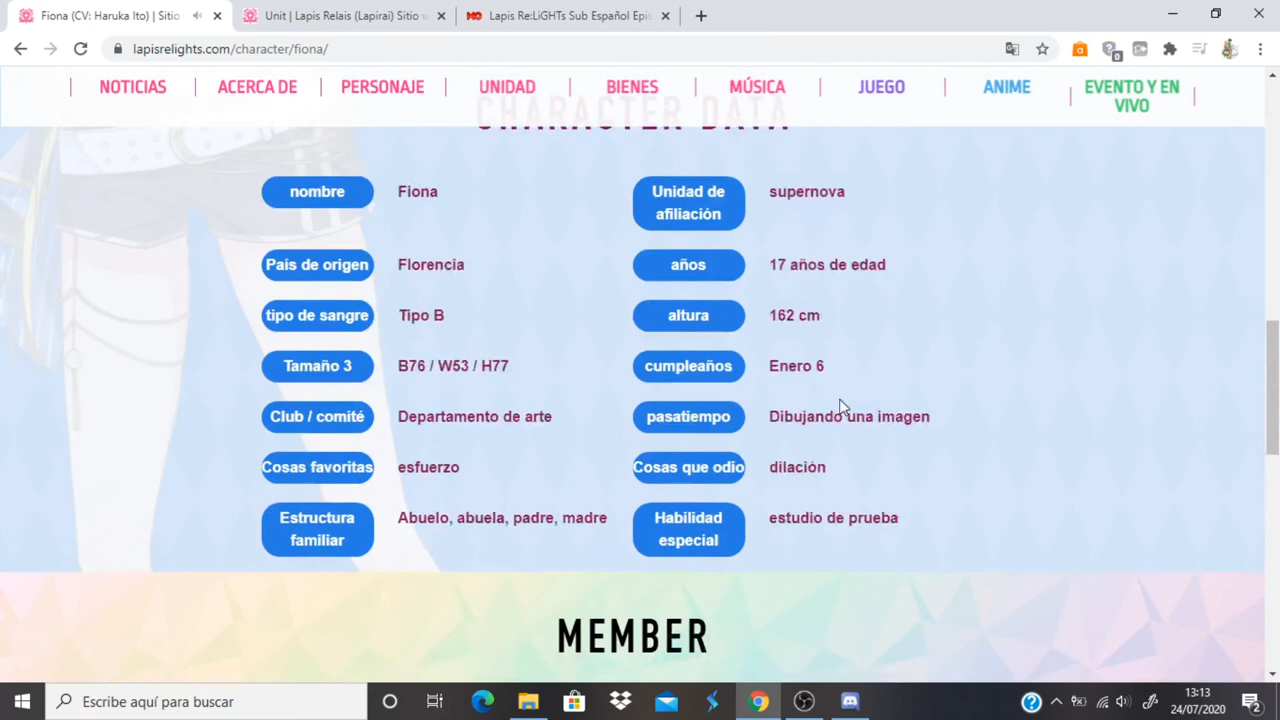 Fiona (CV: Haruka Ito) | Sitio
Unit | Lapis Relais (Lapirai) Sitio w
Lapis Re:LiGHTs Sub Español Epis
lapisrelights.com/character/fiona/
NOTICIAS
ACERCA DE
PERSONAJE
UNIDAD
BIENES
MÚSICA
JUEGO
ANIME
EVENTO Y EN
VIVO
CHARACTER DATA
nombre
Fiona
Unidad de
afiliación
supernova
País de origen
Florencia
años
17 años de edad
tipo de sangre
Tipo B
altura
162 cm
Tamaño 3
B76 / W53 / H77
cumpleaños
Enero 6
Club / comité
Departamento de arte
pasatiempo
Dibujando una imagen
Cosas favoritas
esfuerzo
Cosas que odio
dilación
Estructura
familiar
Abuelo, abuela, padre, madre
Habilidad
especial
estudio de prueba
MEMBER
Escribe aquí para buscar
13:13
24/07/2020
2